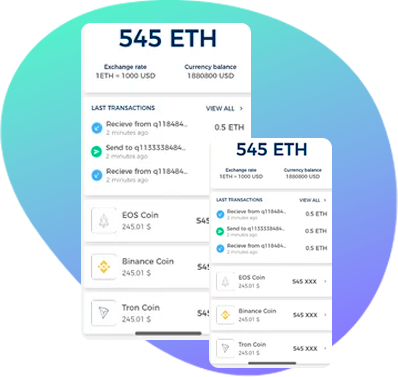 545 ETH
Exchange rate
Currency balance
1ETH = 1000 USD
1880800 USD
LAST TRANSACTIONS
VIEW ALL
Recieve from q118484..
2 minutes ago
0.5 ETH
Send to q1133338484...
2 minutes ago
Recieve from q118484..
2 minutes ago
EOS Coin
245.01 $
545
Binance Coin
245.01 $
545
Tron Coin
245.01 $
545
545 ETH
Exchange rate
Currency balance
1ETH = 1000 USD
1880800 USD
LAST TRANSACTIONS
VIEW ALL
Recieve from q118484..
2 minutes ago
0.5 ETH
Send to q1133338484...
2 minutes ago
0.5 ETH
Recieve from q118484..
2 minutes ago
0.5 ETH
EOS Coin
245.01 $
545 XXX
Binance Coin
245.01 $
545 XXX
Tron Coin
245.01 $
545 XXX